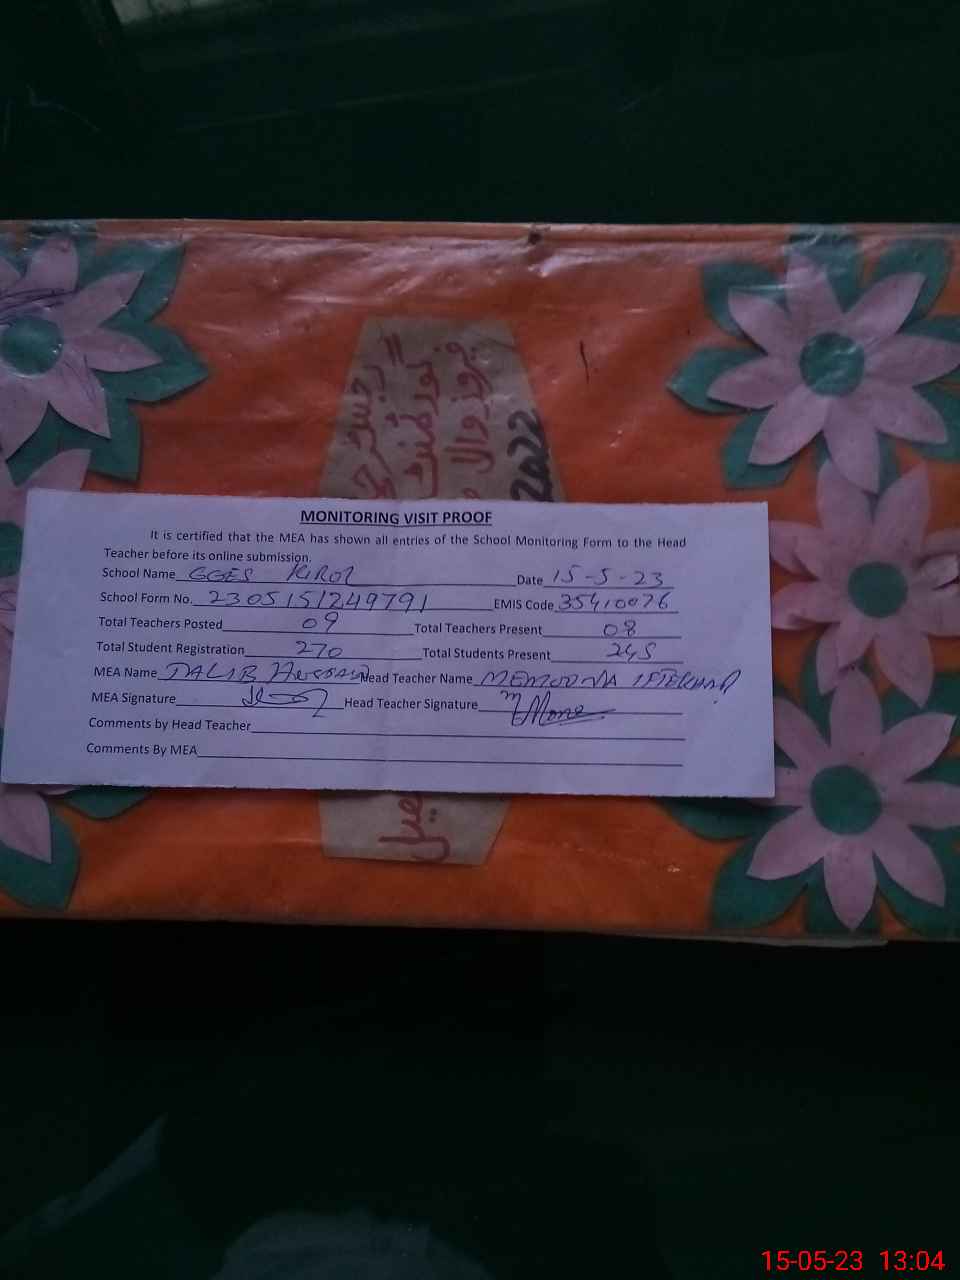 رجسٹر
گورنمنٹ
فیروزوالا
2022
MONITORING VISIT PROOF
It is certified that the MEA has shown all entries of the School Monitoring Form to the Head
Teacher before its online submission.
School Name GGES KIROL Date 15-5-23
School Form No. 2305151249791 EMIS Code 35410076
Total Teachers Posted 09 Total Teachers Present 08
Total Student Registration 270 Total Students Present 245
MEA Name TALIB HUSSAIN Head Teacher Name MEMOONA IFTEKHAR
MEA Signature Head Teacher Signature
Comments by Head Teacher
Comments By MEA
15-05-23 13:04